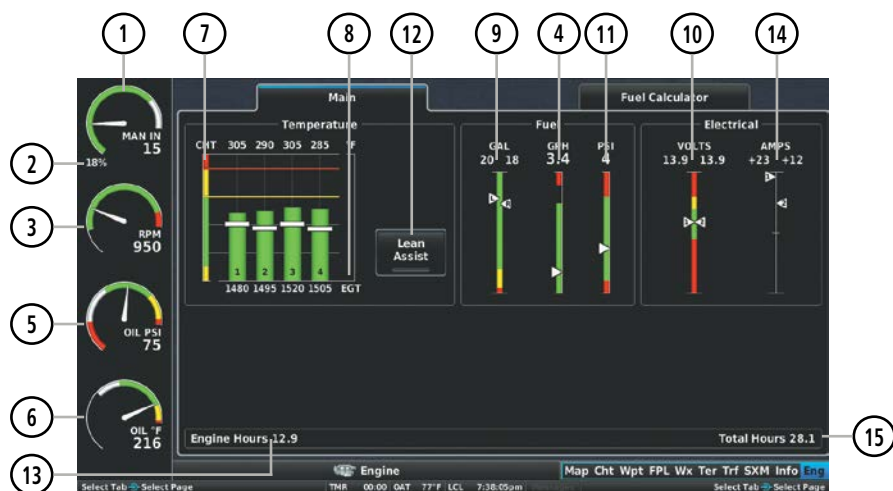 1 7 8 12 9 4 11 10 14
Main Fuel Calculator
Temperature Fuel Electrical
CHT 305 290 305 285 °F GAL GPH PSI VOLTS AMPS
20 18 3.4 4 13.9 13.9 +23 +12
MAN IN
15
2 18%
3
RPM
950
Lean
Assist
1 2 3 4
1480 1495 1520 1505 EGT
5
OIL PSI
75
6
OIL °F
216
Engine Hours 12.9 Total Hours 28.1
13 15
Engine Map Cht Wpt FPL Wx Ter Trf SXM Info Eng
Select Tab Select Page TMR 00:00 OAT 77°F LCL 7:38:05pm Select Tab Select Page